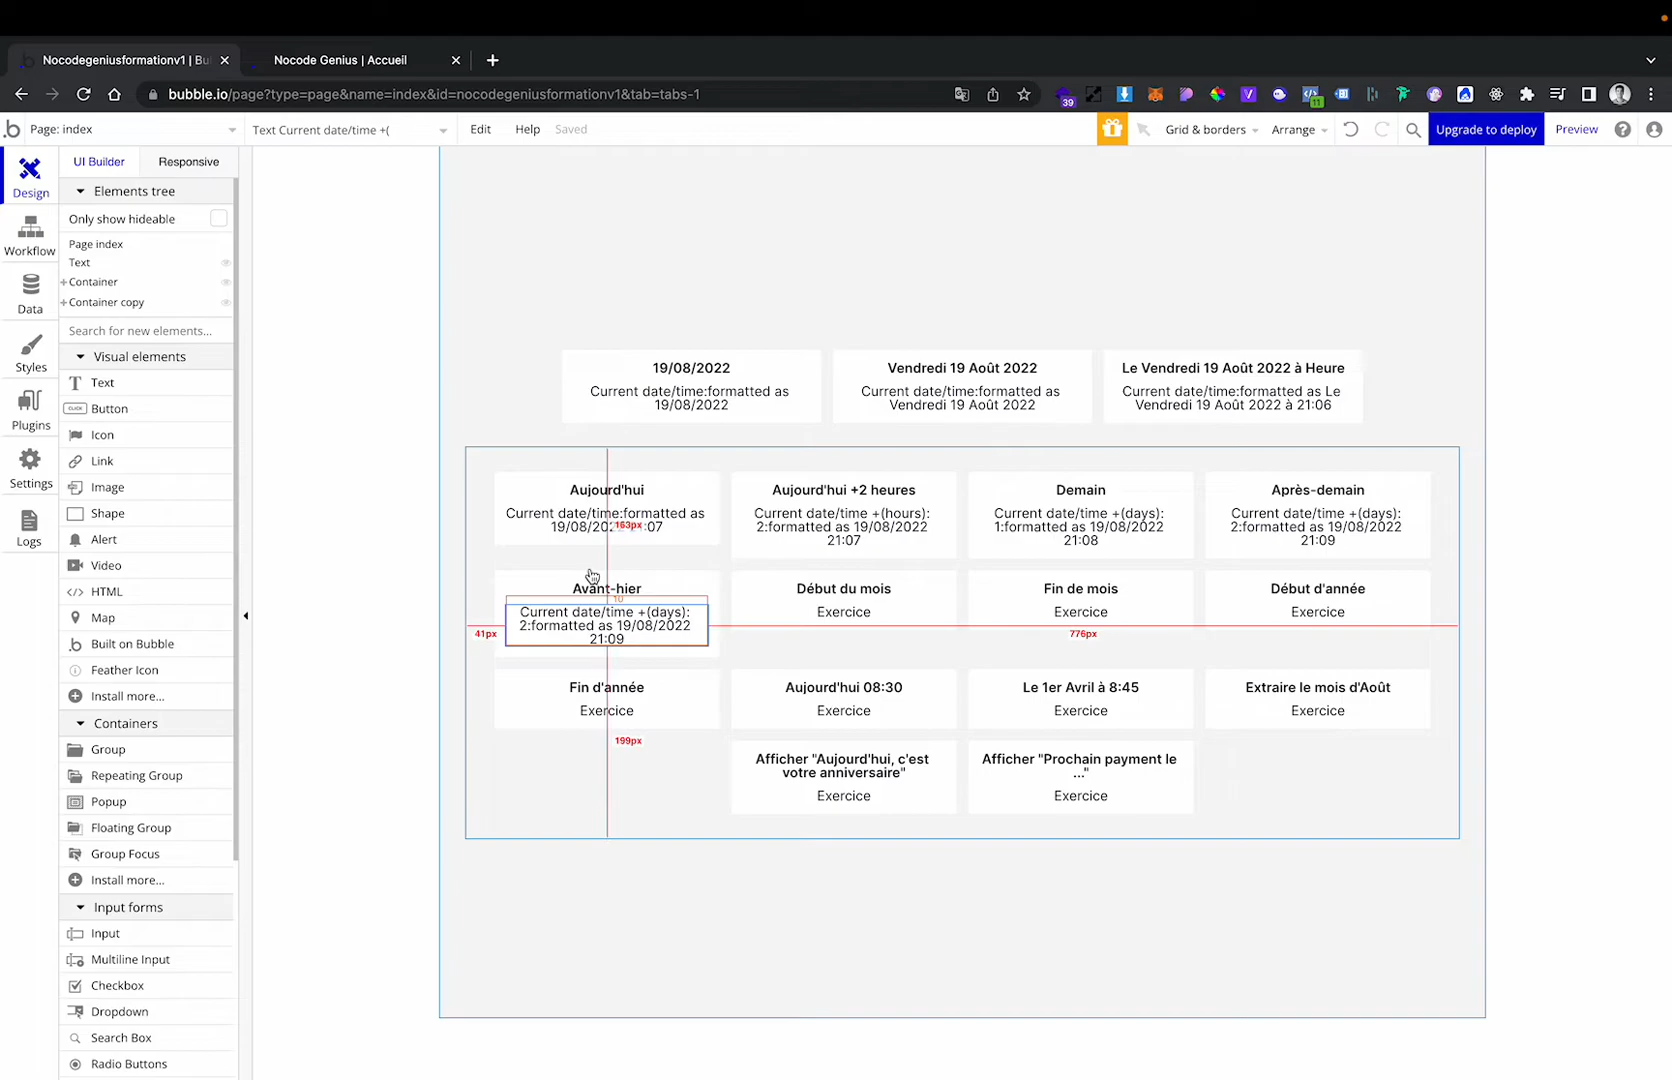 Nocodegeniusformationv1 | Bu
Nocode Genius | Accueil
bubble.io/page?type=page&name=index&id=nocodegeniusformationv1&tab=tabs-1
39
11
Page: index
Text Current date/time +(
Edit
Help
Saved
Grid & borders
Arrange
Upgrade to deploy
Preview
Design
Workflow
Data
Styles
Plugins
Settings
Logs
UI Builder
Responsive
Elements tree
Only show hideable
Page index
Text
Container
Container copy
Search for new elements...
Visual elements
Text
CLICK
Button
Icon
Link
Image
Shape
Alert
Video
HTML
Map
Built on Bubble
Feather Icon
Install more...
Containers
Group
Repeating Group
Popup
Floating Group
Group Focus
Install more...
Input forms
Input
Multiline Input
Checkbox
Dropdown
Search Box
Radio Buttons
19/08/2022
Current date/time:formatted as
19/08/2022
Vendredi 19 Août 2022
Current date/time:formatted as
Vendredi 19 Août 2022
Le Vendredi 19 Août 2022 à Heure
Current date/time:formatted as Le
Vendredi 19 Août 2022 à 21:06
Aujourd'hui
Current date/time:formatted as
163px
Aujourd'hui +2 heures
Current date/time +(hours):
2:formatted as 19/08/2022
21:07
Demain
Current date/time +(days):
1:formatted as 19/08/2022
21:08
Après-demain
Current date/time +(days):
2:formatted as 19/08/2022
21:09
Avant-hier
10
Current date/time +(days):
2:formatted as 19/08/2022
21:09
41px
776px
Début du mois
Exercice
Fin de mois
Exercice
Début d'année
Exercice
Fin d'année
Exercice
199px
Aujourd'hui 08:30
Exercice
Le 1er Avril à 8:45
Exercice
Extraire le mois d'Août
Exercice
Afficher "Aujourd'hui, c'est
votre anniversaire"
Exercice
Afficher "Prochain payment le
..."
Exercice